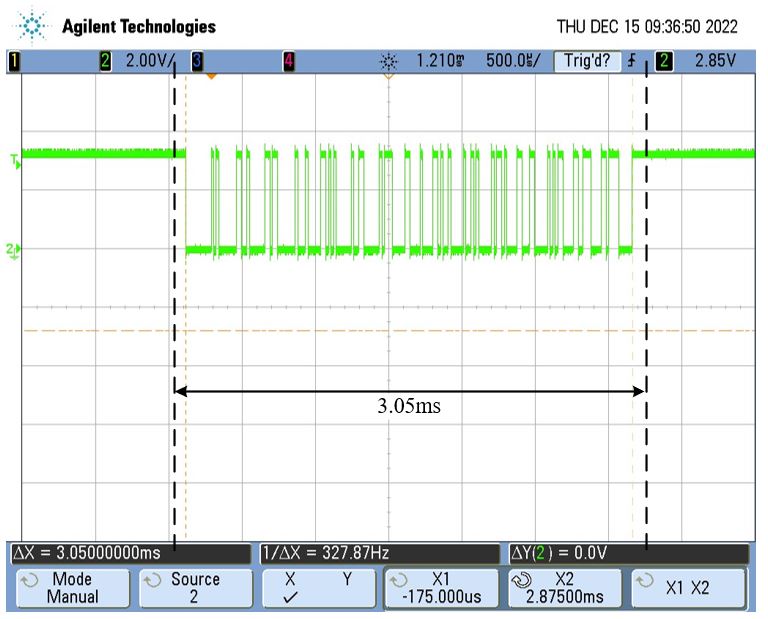 Agilent Technologies THU DEC 15 09:36:50 2022
1 2 2.00V/ 3 4 1.210ms 500.0us/ Trig'd? 2 2.85V
T
2
3.05ms
ΔX = 3.05000000ms 1/ΔX = 327.87Hz ΔY(2) = 0.0V
Mode Source X Y X1 X2 X1 X2
Manual 2 ✓ -175.000us 2.87500ms